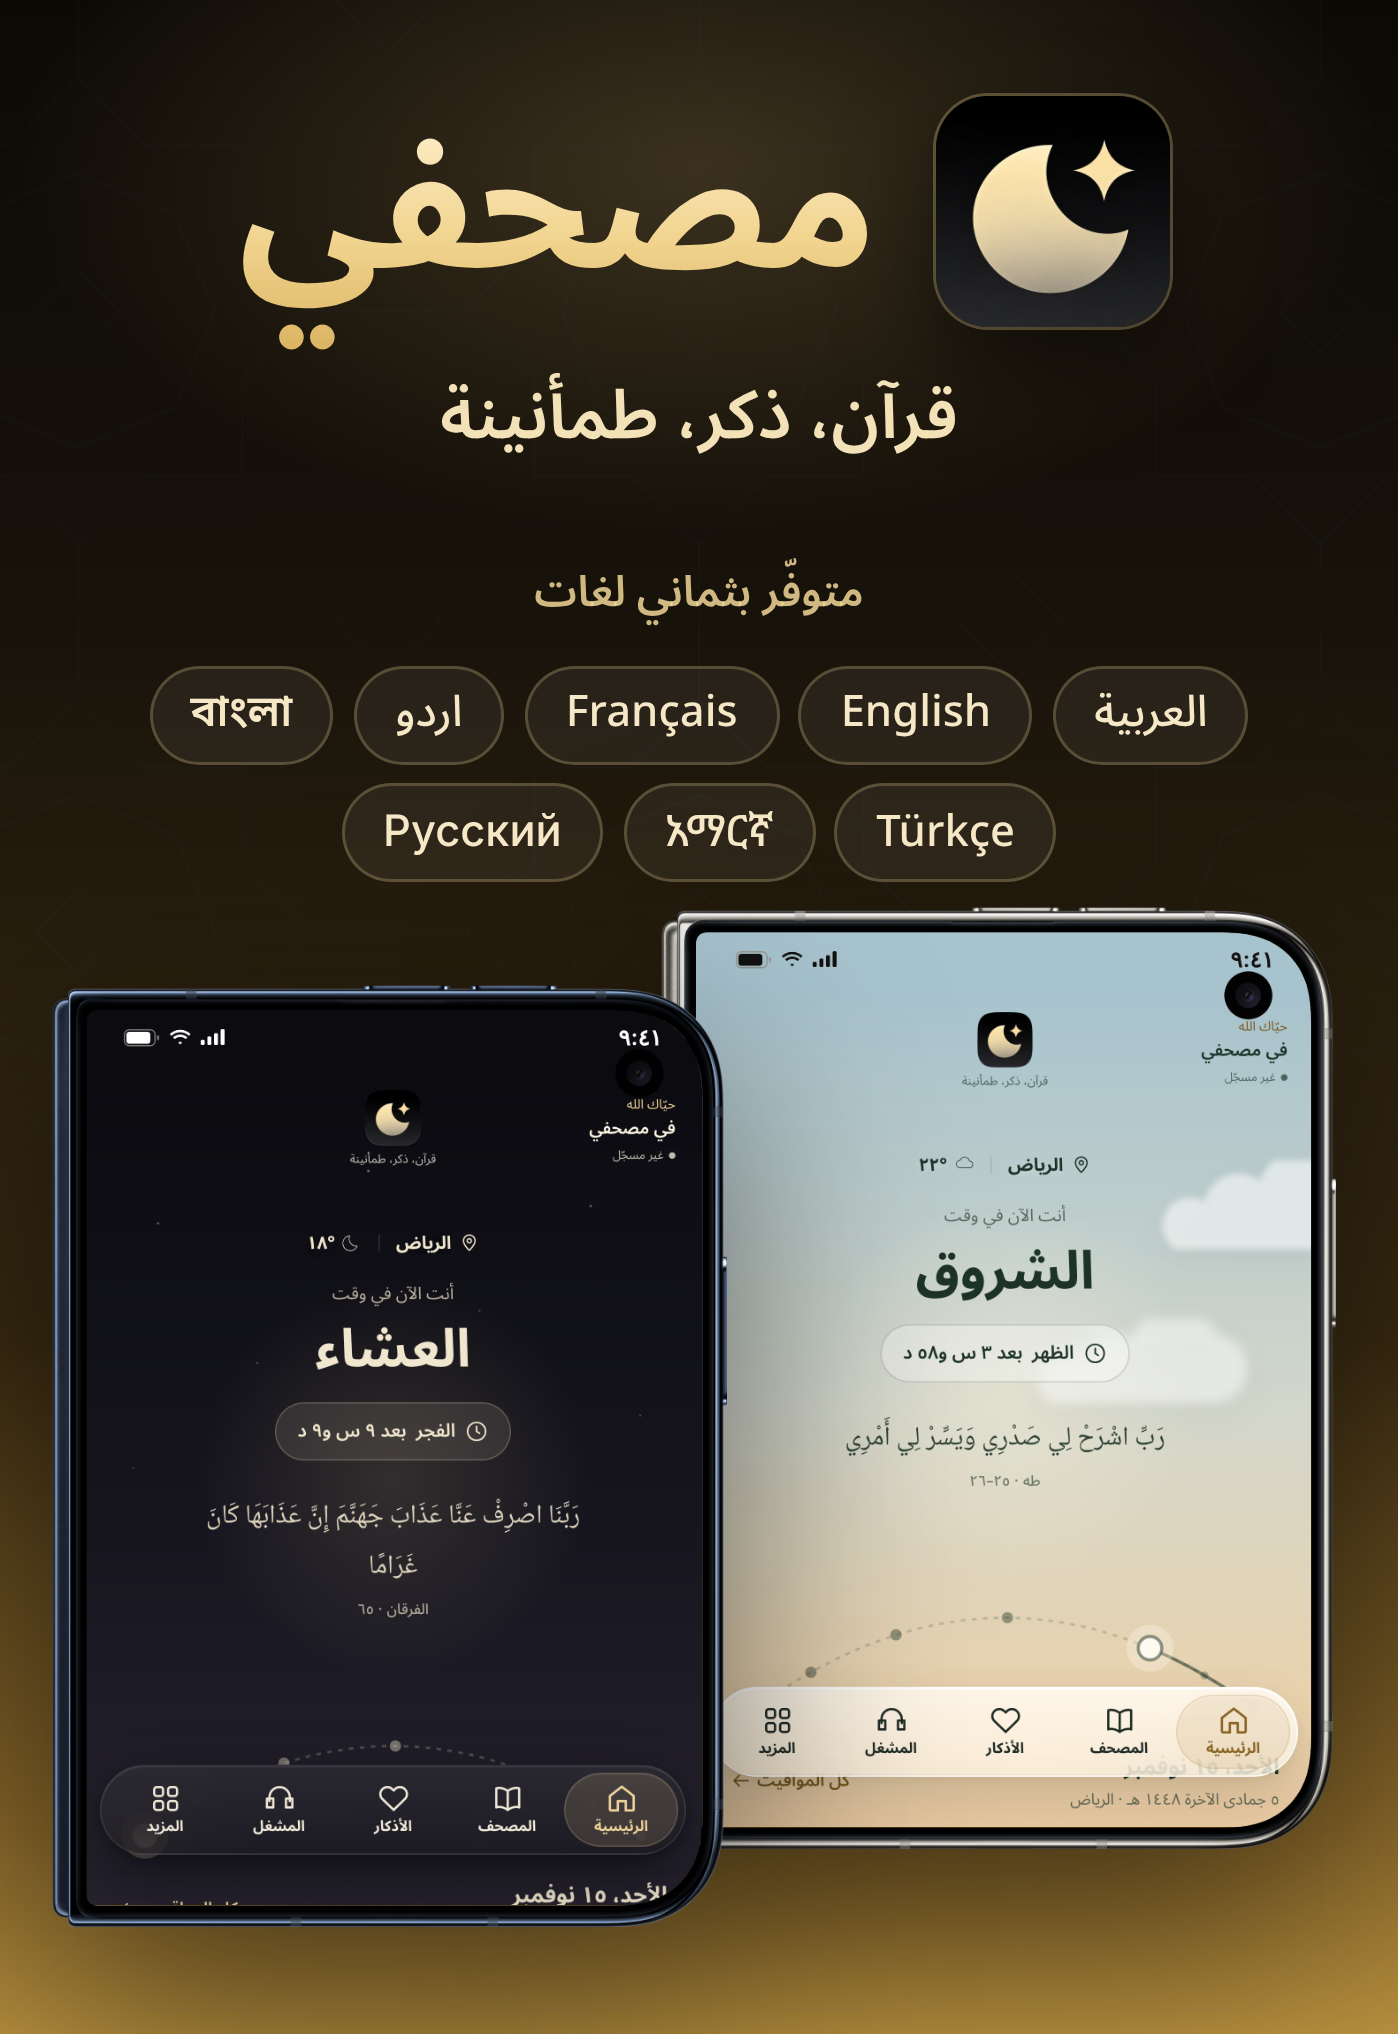 مصحفي
قرآن، ذكر، طمأنينة
متوفّر بثماني لغات
العربية English Français اردو বাংলা
Türkçe አማርኛ Русский
٩:٤١
حيّاك الله
في مصحفي
غير مسجّل
قرآن، ذكر، طمأنينة
الرياض ٢٢°
أنت الآن في وقت
الشروق
الظهر بعد ٣ س و٥٨ د
رَبِّ اشْرَحْ لِي صَدْرِي وَيَسِّرْ لِي أَمْرِي
طه · ٢٥–٢٦
الرئيسية المصحف الأذكار المشغل المزيد
الأحد، ١٥ نوفمبر
كل المواقيت ←
٥ جمادى الآخرة ١٤٤٨ هـ · الرياض
٩:٤١
حيّاك الله
في مصحفي
غير مسجّل
قرآن، ذكر، طمأنينة
الرياض ١٨°
أنت الآن في وقت
العشاء
الفجر بعد ٩ س و٩ د
رَبَّنَا اصْرِفْ عَنَّا عَذَابَ جَهَنَّمَ إِنَّ عَذَابَهَا كَانَ
غَرَامًا
الفرقان · ٦٥
الرئيسية المصحف الأذكار المشغل المزيد
الأحد، ١٥ نوفمبر